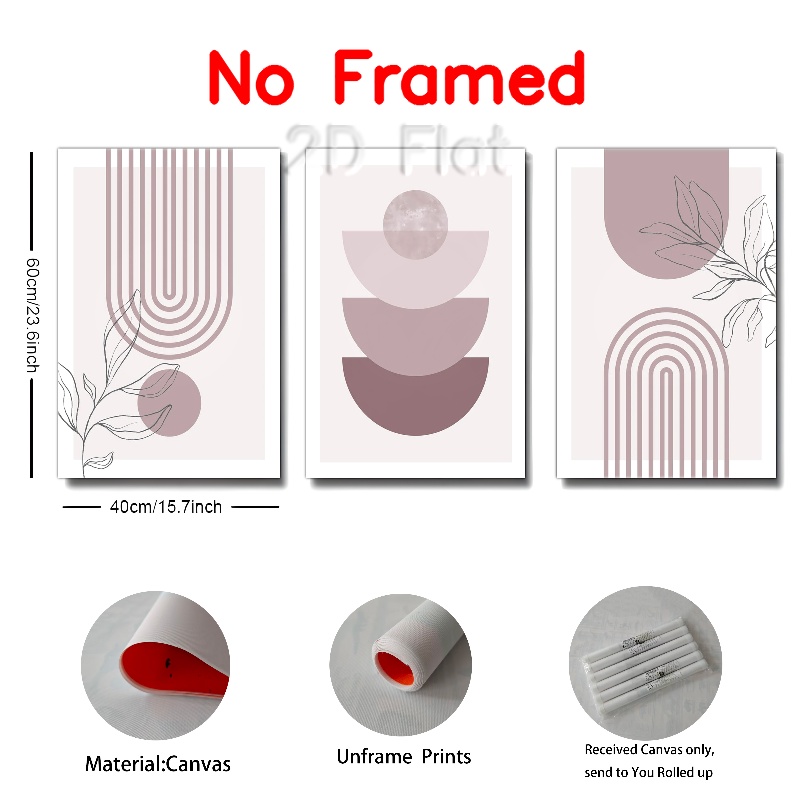 No Framed
2D Flat
60cm/23.6inch
40cm/15.7inch
Material:Canvas
Unframe Prints
Received Canvas only,
send to You Rolled up